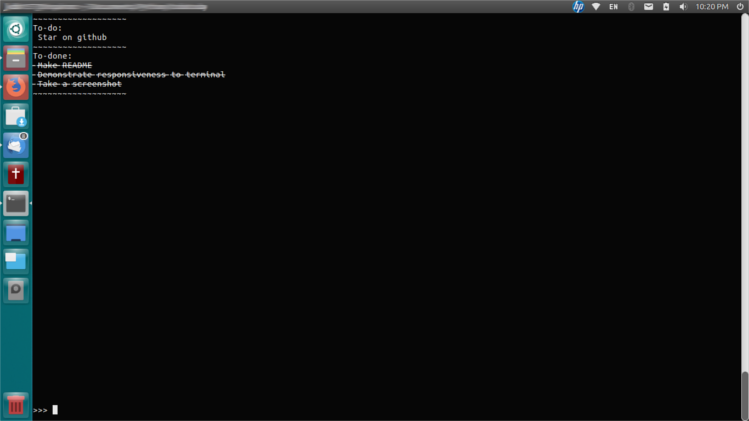 hp
EN
10:20 PM
~~~~~~~~~~~~~~~~~~~
To-do:
Star on github
~~~~~~~~~~~~~~~~~~~
To-done:
Make README
Demonstrate responsiveness to terminal
Take a screenshot
~~~~~~~~~~~~~~~~~~~
>>>